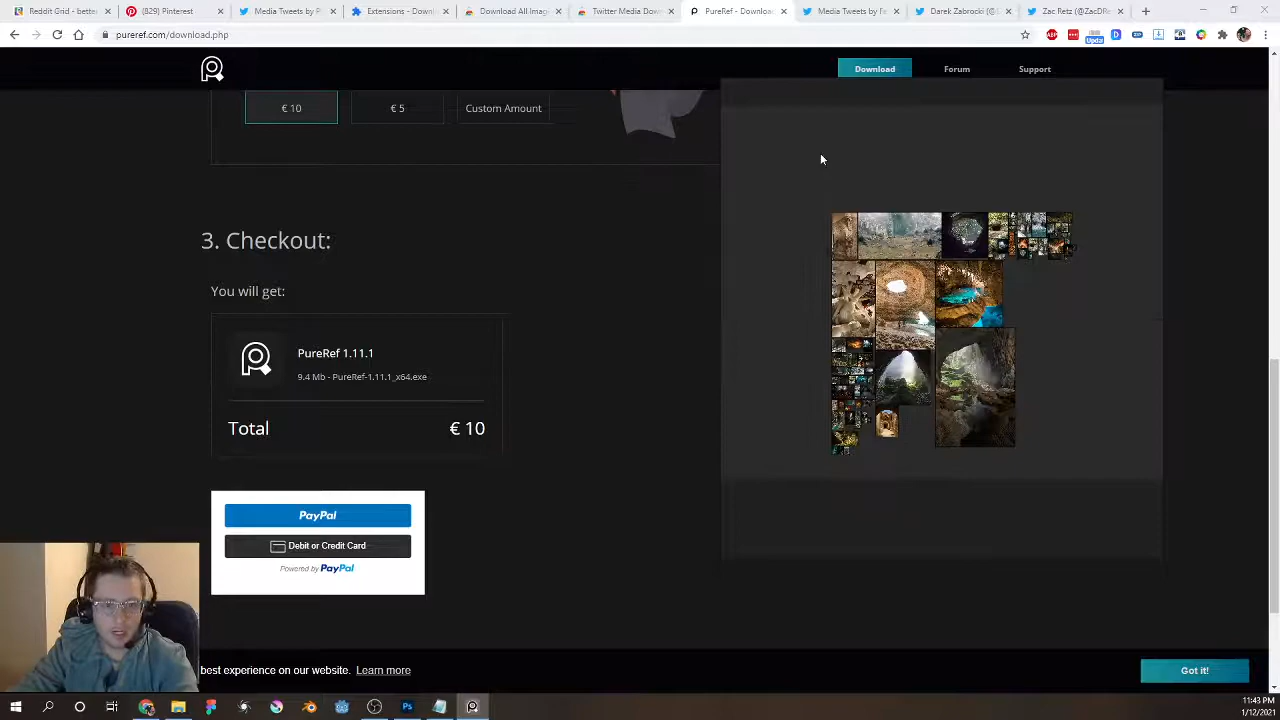 Reddit Grid - bette
(829) Pinterest
Media Tweets by P
Extensions - Down
Download All Imag
Twitter Media Dow
PureRef - Downloa
Media Tweets by Fe
Darek Zabrocki (@
Zac Retz (@ZacDRe
pureref.com/download.php
Download
Forum
Support
€ 10
€ 5
Custom Amount
3. Checkout:
You will get:
PureRef 1.11.1
9.4 Mb - PureRef-1.11.1_x64.exe
Total
€ 10
PayPal
Debit or Credit Card
Powered by PayPal
best experience on our website. Learn more
Got it!
11:43 PM
1/12/2021